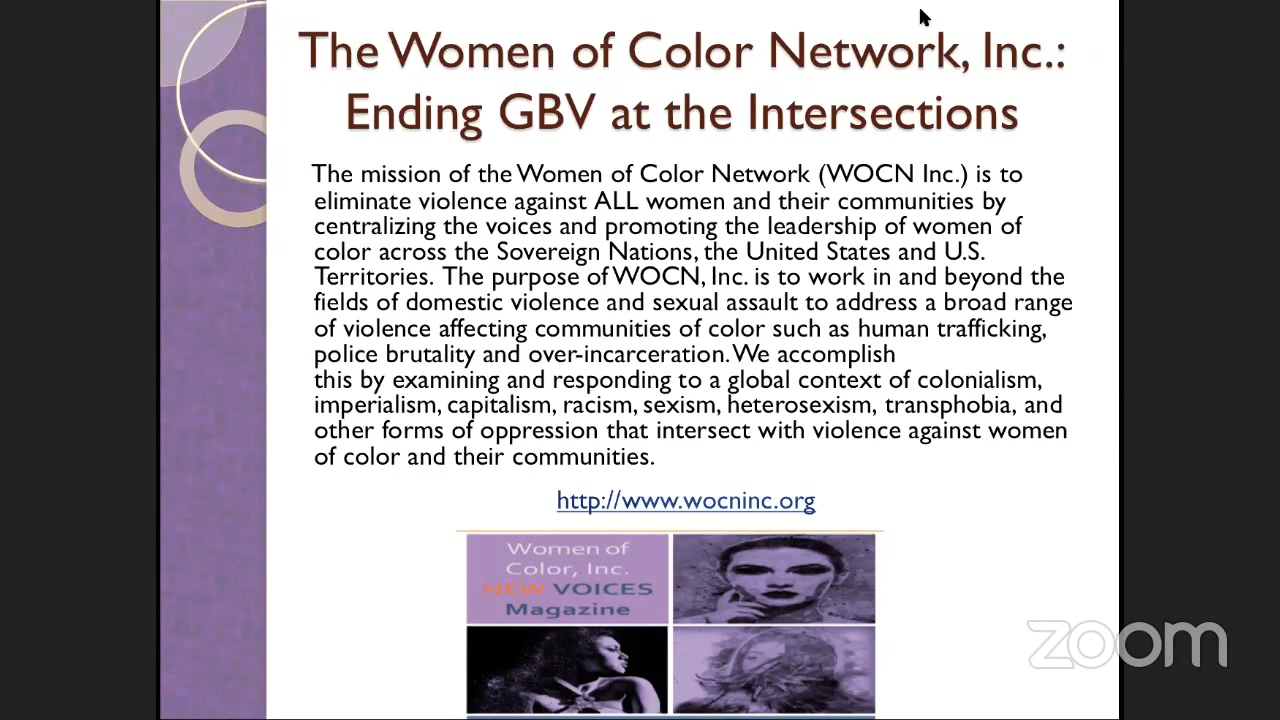 The Women of Color Network, Inc.:
Ending GBV at the Intersections
The mission of the Women of Color Network (WOCN Inc.) is to
eliminate violence against ALL women and their communities by
centralizing the voices and promoting the leadership of women of
color across the Sovereign Nations, the United States and U.S.
Territories. The purpose of WOCN, Inc. is to work in and beyond the
fields of domestic violence and sexual assault to address a broad range
of violence affecting communities of color such as human trafficking,
police brutality and over-incarceration. We accomplish
this by examining and responding to a global context of colonialism,
imperialism, capitalism, racism, sexism, heterosexism, transphobia, and
other forms of oppression that intersect with violence against women
of color and their communities.
http://www.wocninc.org
Women of
Color, Inc.
NEW VOICES
Magazine
zoom